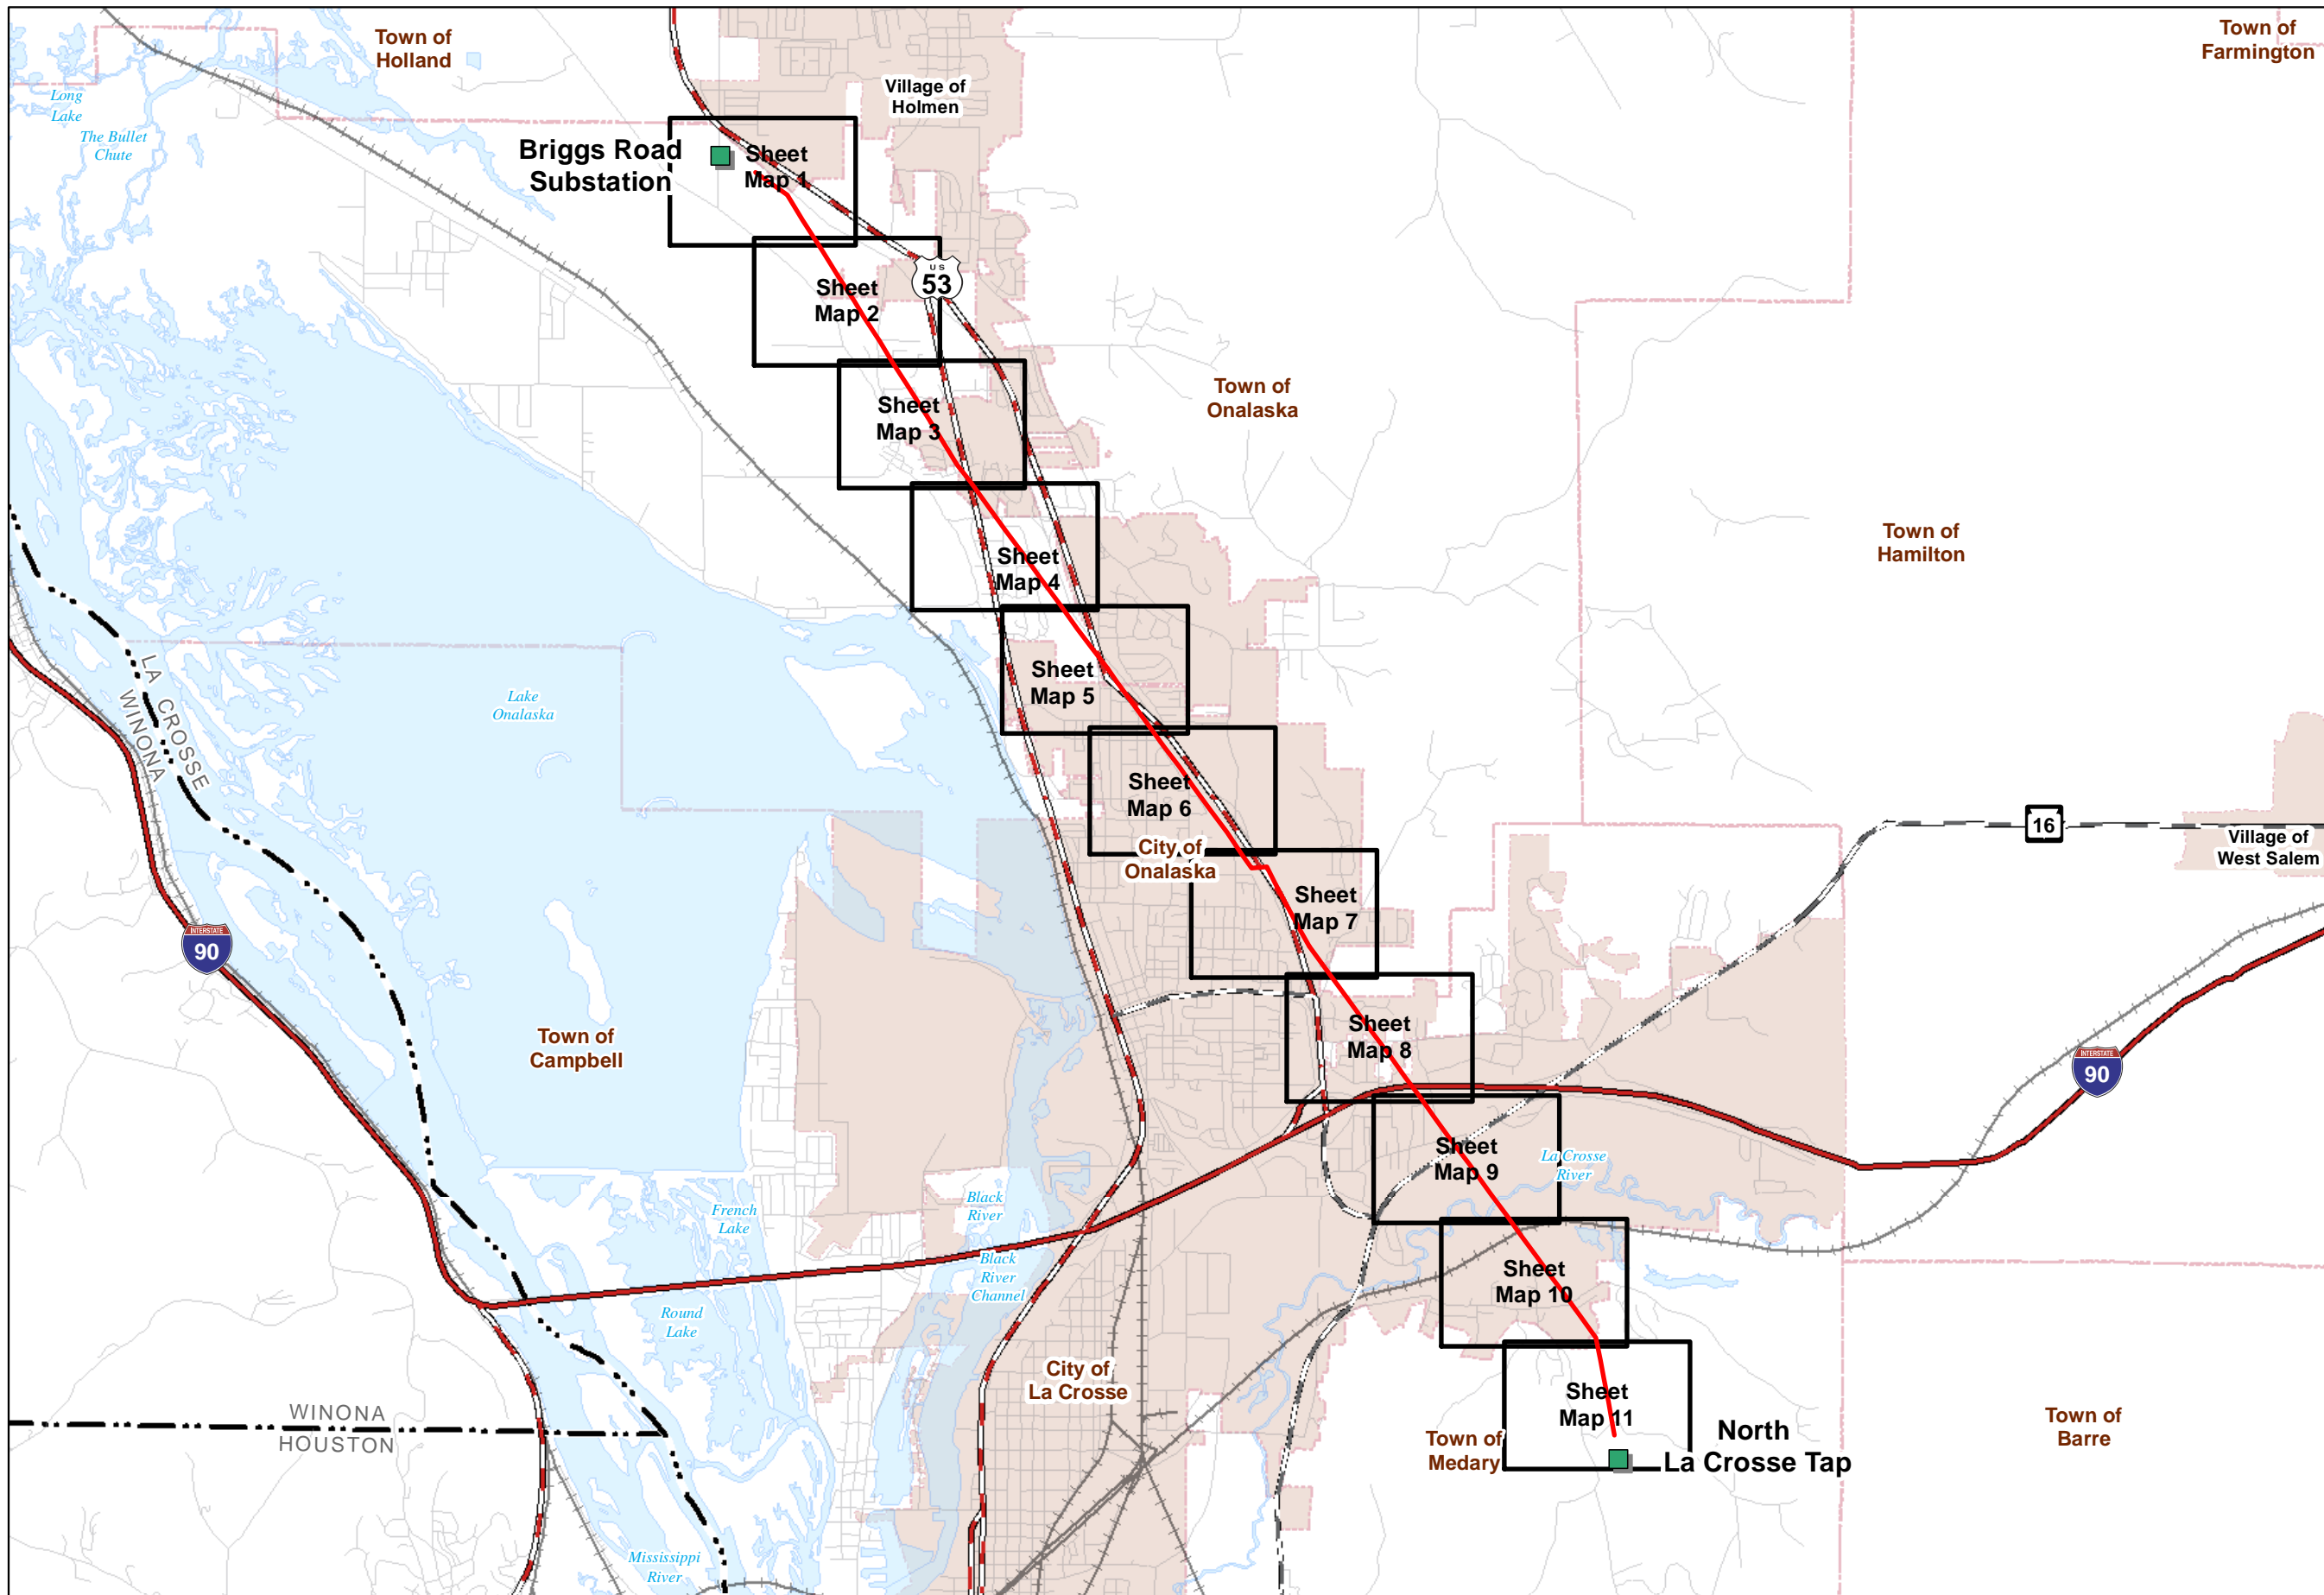 Town of
Holland
Town of
Farmington
Village of
Holmen
Long
Lake
The Bullet
Chute
Briggs Road
Substation
Sheet
Map 1
US
53
Sheet
Map 2
Sheet
Map 3
Town of
Onalaska
Town of
Hamilton
Sheet
Map 4
LA CROSSE
WINONA
Lake
Onalaska
Sheet
Map 5
Sheet
Map 6
City of
Onalaska
16
Village of
West Salem
Sheet
Map 7
INTERSTATE
90
Town of
Campbell
Sheet
Map 8
INTERSTATE
90
Sheet
Map 9
La Crosse
River
French
Lake
Black
River
Black
River
Channel
Sheet
Map 10
Round
Lake
City of
La Crosse
Sheet
Map 11
WINONA
HOUSTON
Town of
Medary
North
La Crosse Tap
Town of
Barre
Mississippi
River